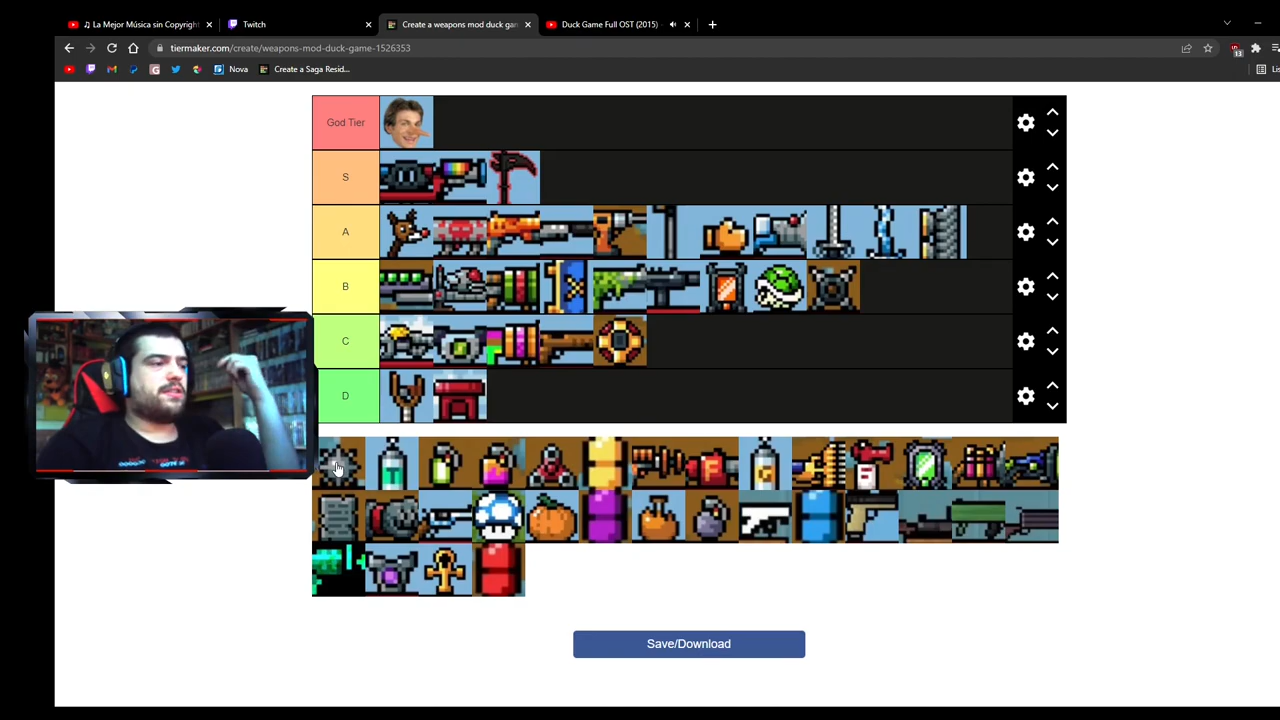 ♫ La Mejor Música sin Copyright
Twitch
Create a weapons mod duck gam
Duck Game Full OST (2015)
tiermaker.com/create/weapons-mod-duck-game-1526353
13
Nova
Create a Saga Resid...
God Tier
S
A
B
C
D
F
T
Save/Download